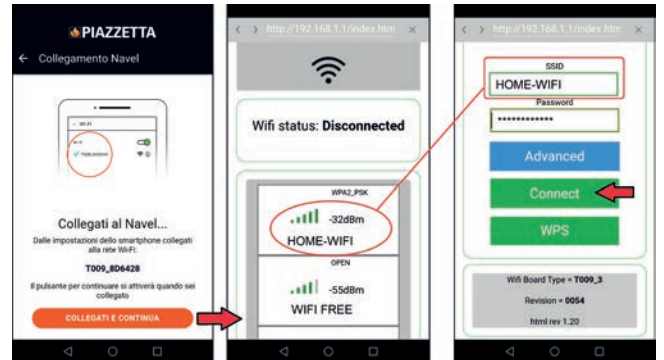 PIAZZETTA
Collegamento Navel
WI-FI
Collegati al Navel...
Dalle impostazioni dello smartphone collegati
alla rete Wi-Fi:
T009_8D6428
Il pulsante per continuare si attiverà quando sei
collegato
COLLEGATI E CONTINUA
http://192.168.1.1/index.htm
Wifi status: Disconnected
WPA2_PSK
-32dBm
HOME-WIFI
OPEN
-55dBm
WIFI FREE
http://192.168.1.1/index.htm
SSID
HOME-WIFI
Password
************
Advanced
Connect
WPS
Wifi Board Type = T009_3
Revision = 0054
html rev 1.20